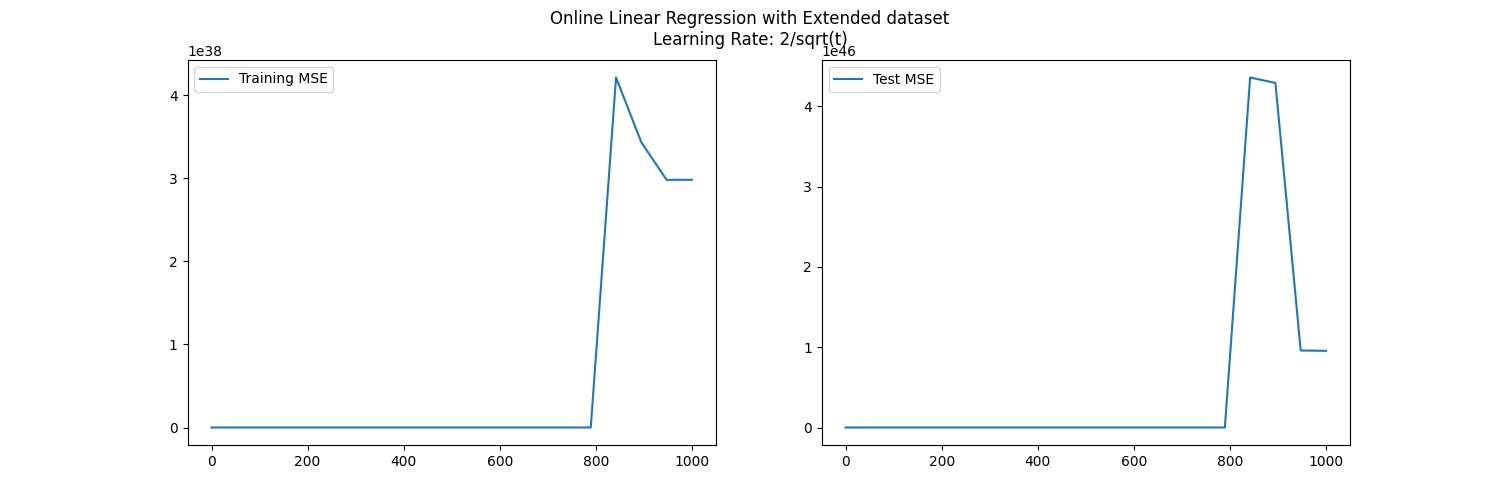 Online Linear Regression with Extended dataset
Learning Rate: 2/sqrt(t)
1e38
Training MSE
4
3
2
1
0
0 200 400 600 800 1000
1e46
Test MSE
4
3
2
1
0
0 200 400 600 800 1000